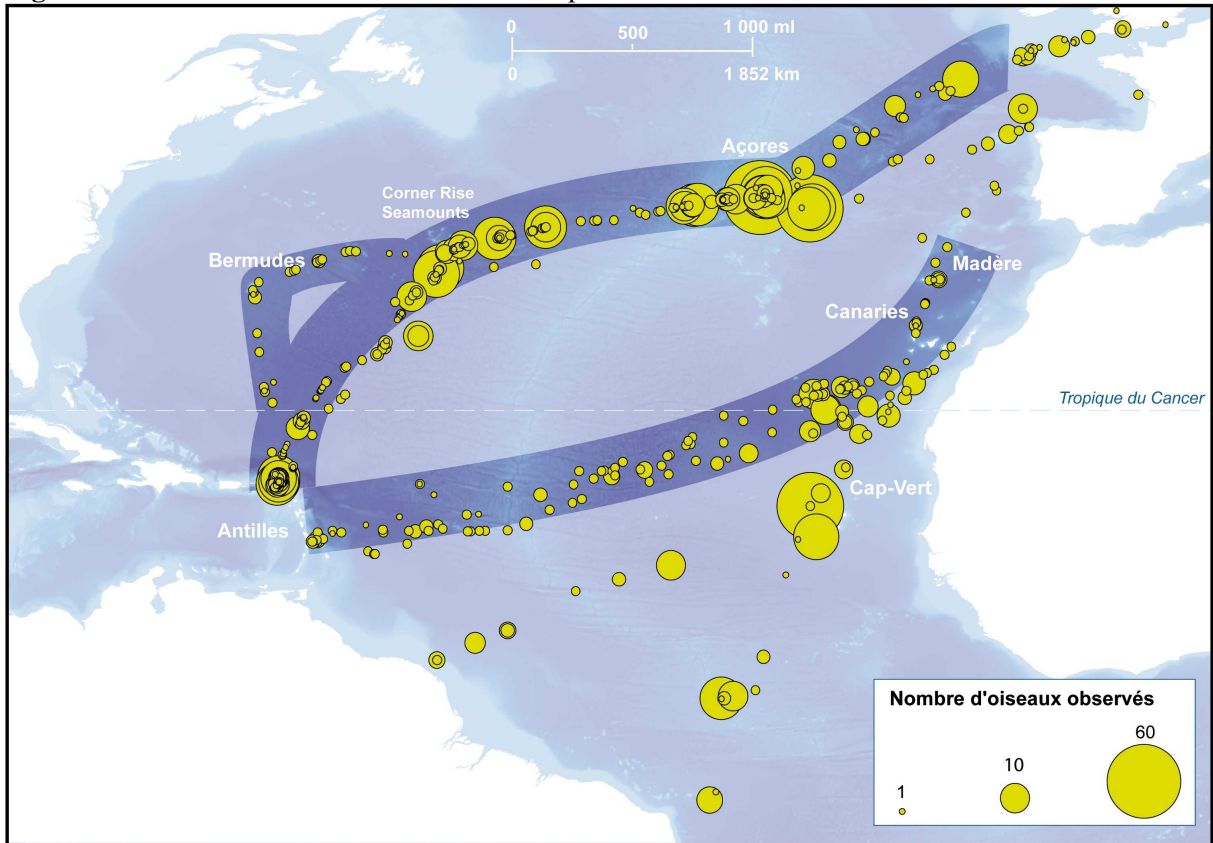 0 500 1 000 ml
0 1 852 km
Açores
Corner Rise
Seamounts
Bermudes
Madère
Canaries
Tropique du Cancer
Cap-Vert
Antilles
Nombre d'oiseaux observés
60
10
1